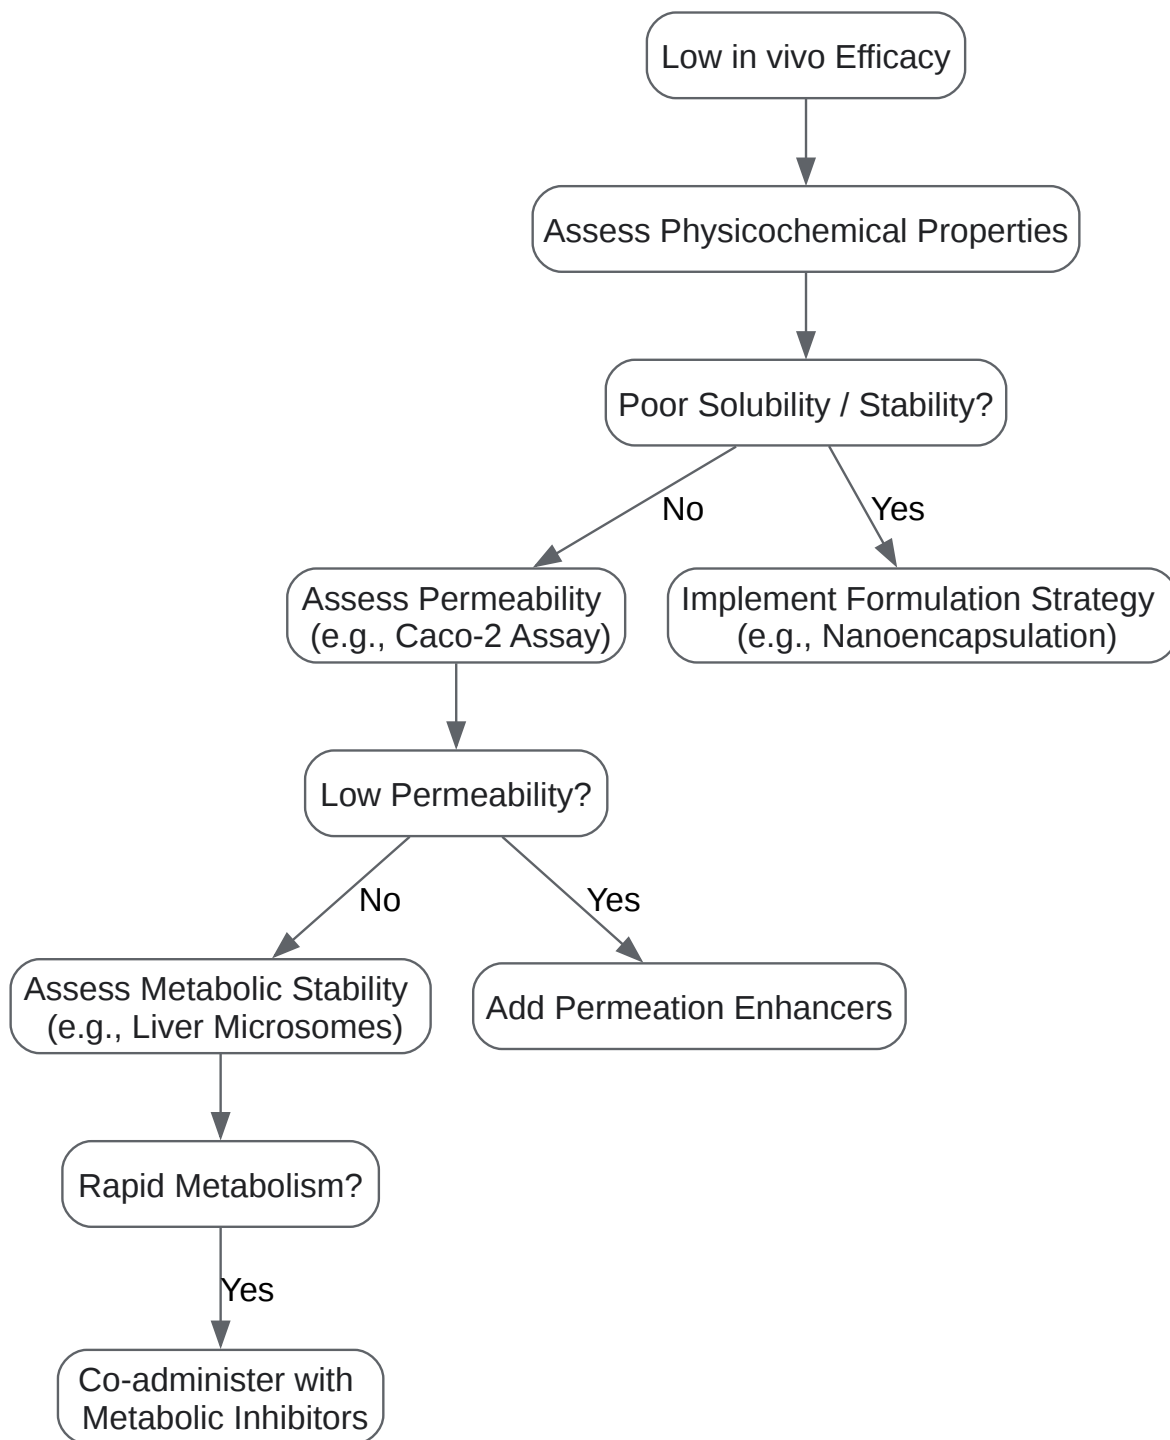 Low in vivo Efficacy
Assess Physicochemical Properties
Poor Solubility / Stability?
No
Yes
Assess Permeability
(e.g., Caco-2 Assay)
Implement Formulation Strategy
(e.g., Nanoencapsulation)
Low Permeability?
No
Yes
Assess Metabolic Stability
(e.g., Liver Microsomes)
Add Permeation Enhancers
Rapid Metabolism?
Yes
Co-administer with
Metabolic Inhibitors